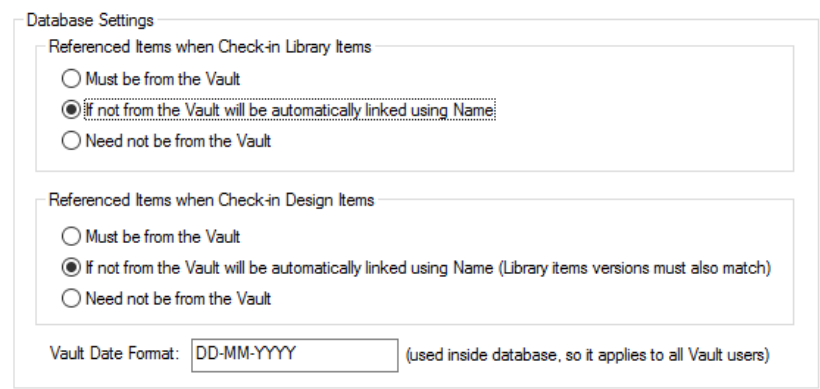 Database Settings
Referenced Items when Check-in Library Items
Must be from the Vault
If not from the Vault will be automatically linked using Name
Need not be from the Vault
Referenced Items when Check-in Design Items
Must be from the Vault
If not from the Vault will be automatically linked using Name (Library items versions must also match)
Need not be from the Vault
Vault Date Format: DD-MM-YYYY (used inside database, so it applies to all Vault users)